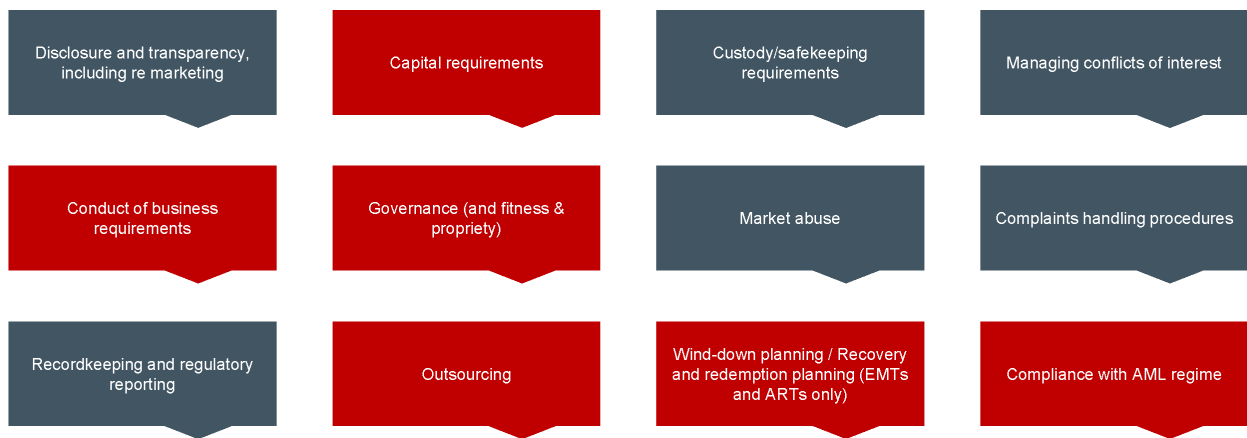 Disclosure and transparency,
including re marketing
Capital requirements
Custody/safekeeping
requirements
Managing conflicts of interest
Conduct of business
requirements
Governance (and fitness &
propriety)
Market abuse
Complaints handling procedures
Recordkeeping and regulatory
reporting
Outsourcing
Wind-down planning / Recovery
and redemption planning (EMTs
and ARTs only)
Compliance with AML regime